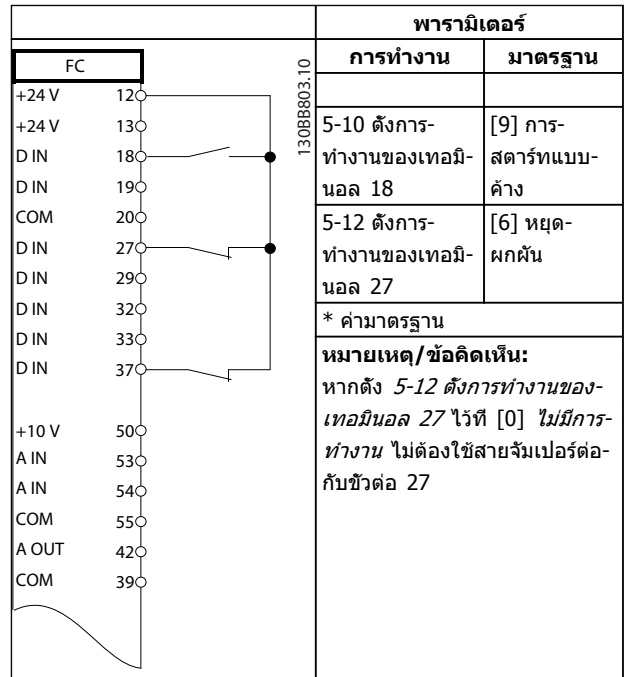 พารามิเตอร์
การทำงาน มาตรฐาน
FC
+24 V 12
+24 V 13
D IN 18
D IN 19
COM 20
D IN 27
D IN 29
D IN 32
D IN 33
D IN 37
+10 V 50
A IN 53
A IN 54
COM 55
A OUT 42
COM 39
130BB803.10
5-10 ตั้งการ-
ทำงานของเทอมิ-
นอล 18
[9] การ-
สตาร์ทแบบ-
ค้าง
5-12 ตั้งการ-
ทำงานของเทอมิ-
นอล 27
[6] หยุด-
ผกผัน
* ค่ามาตรฐาน
หมายเหตุ/ข้อคิดเห็น:
หากตั้ง 5-12 ตั้งการทำงานของ-
เทอมินอล 27 ไว้ที่ [0] ไม่มีการ-
ทำงาน ไม่ต้องใช้สายจัมเปอร์ต่อ-
กับขั้วต่อ 27